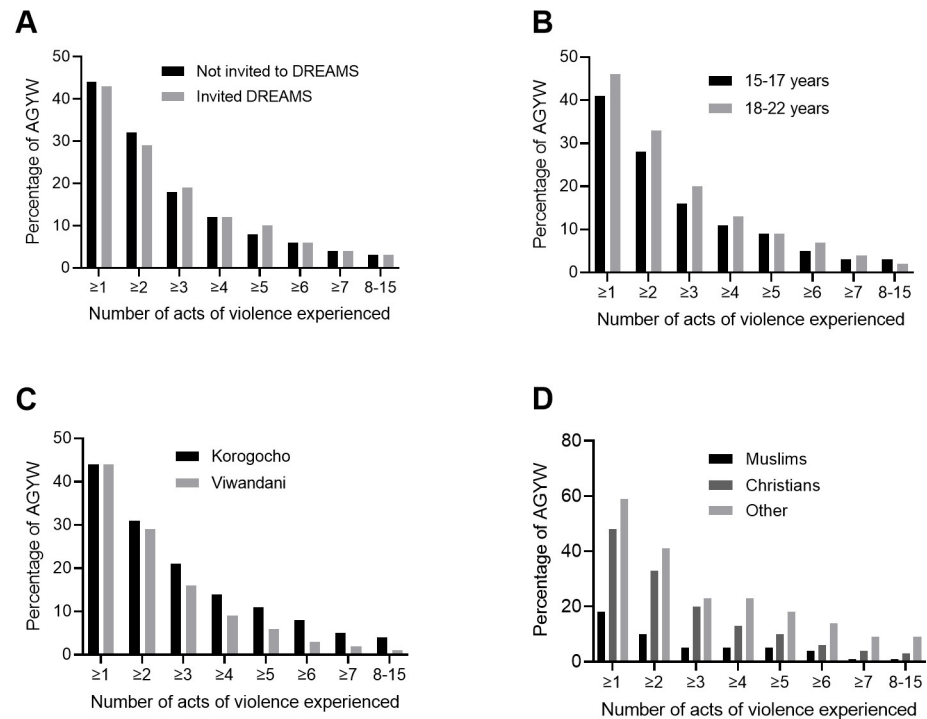 A
50
40
30
20
10
0
Percentage of AGYW
Not invited to DREAMS
Invited DREAMS
≥1 ≥2 ≥3 ≥4 ≥5 ≥6 ≥7 8-15
Number of acts of violence experienced
B
50
40
30
20
10
0
Percentage of AGYW
15-17 years
18-22 years
≥1 ≥2 ≥3 ≥4 ≥5 ≥6 ≥7 8-15
Number of acts of violence experienced
C
50
40
30
20
10
0
Percentage of AGYW
Korogocho
Viwandani
≥1 ≥2 ≥3 ≥4 ≥5 ≥6 ≥7 8-15
Number of acts of violence experienced
D
80
60
40
20
0
Percentage of AGYW
Muslims
Christians
Other
≥1 ≥2 ≥3 ≥4 ≥5 ≥6 ≥7 8-15
Number of acts of violence experienced